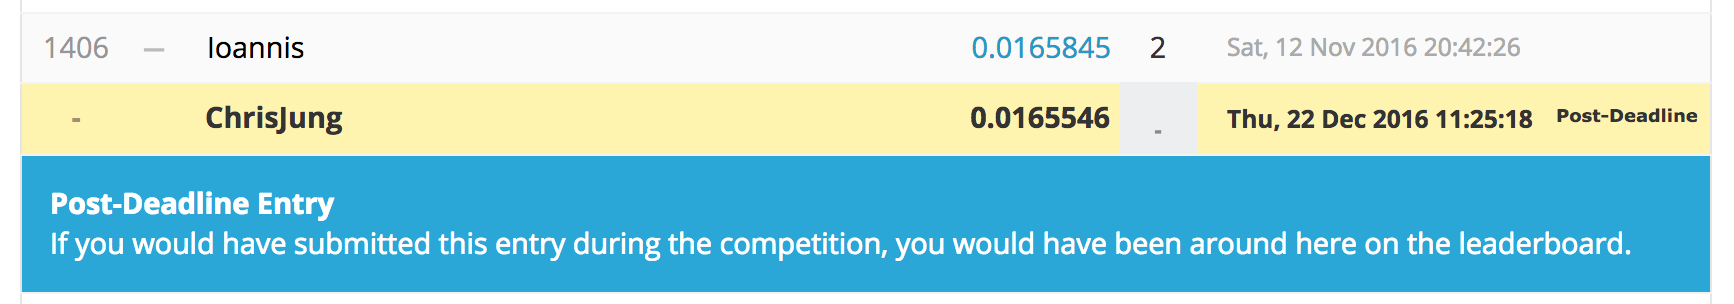 1406 — Ioannis 0.0165845 2 Sat, 12 Nov 2016 20:42:26
- ChrisJung 0.0165546 - Thu, 22 Dec 2016 11:25:18 Post-Deadline
Post-Deadline Entry
If you would have submitted this entry during the competition, you would have been around here on the leaderboard.